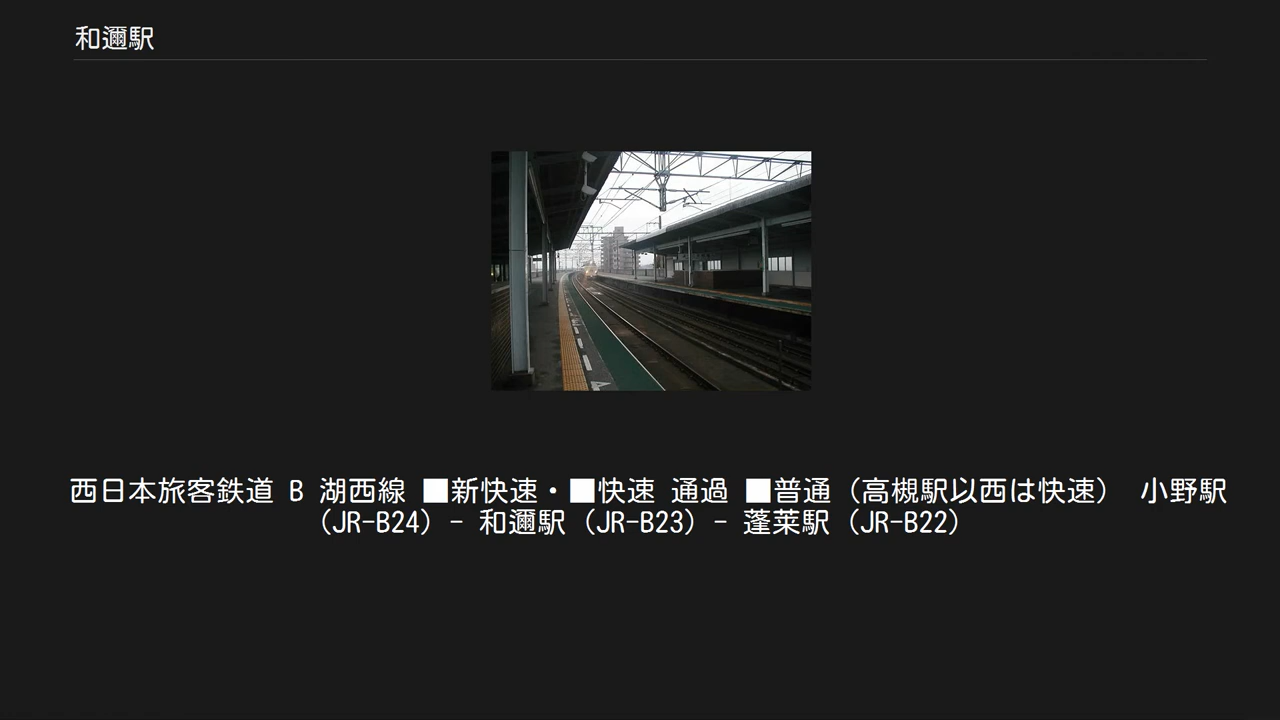 和邇駅
西日本旅客鉄道 B 湖西線 ■新快速・■快速 通過 ■普通（高槻駅以西は快速） 小野駅
（JR-B24）- 和邇駅（JR-B23）- 蓬莱駅（JR-B22）